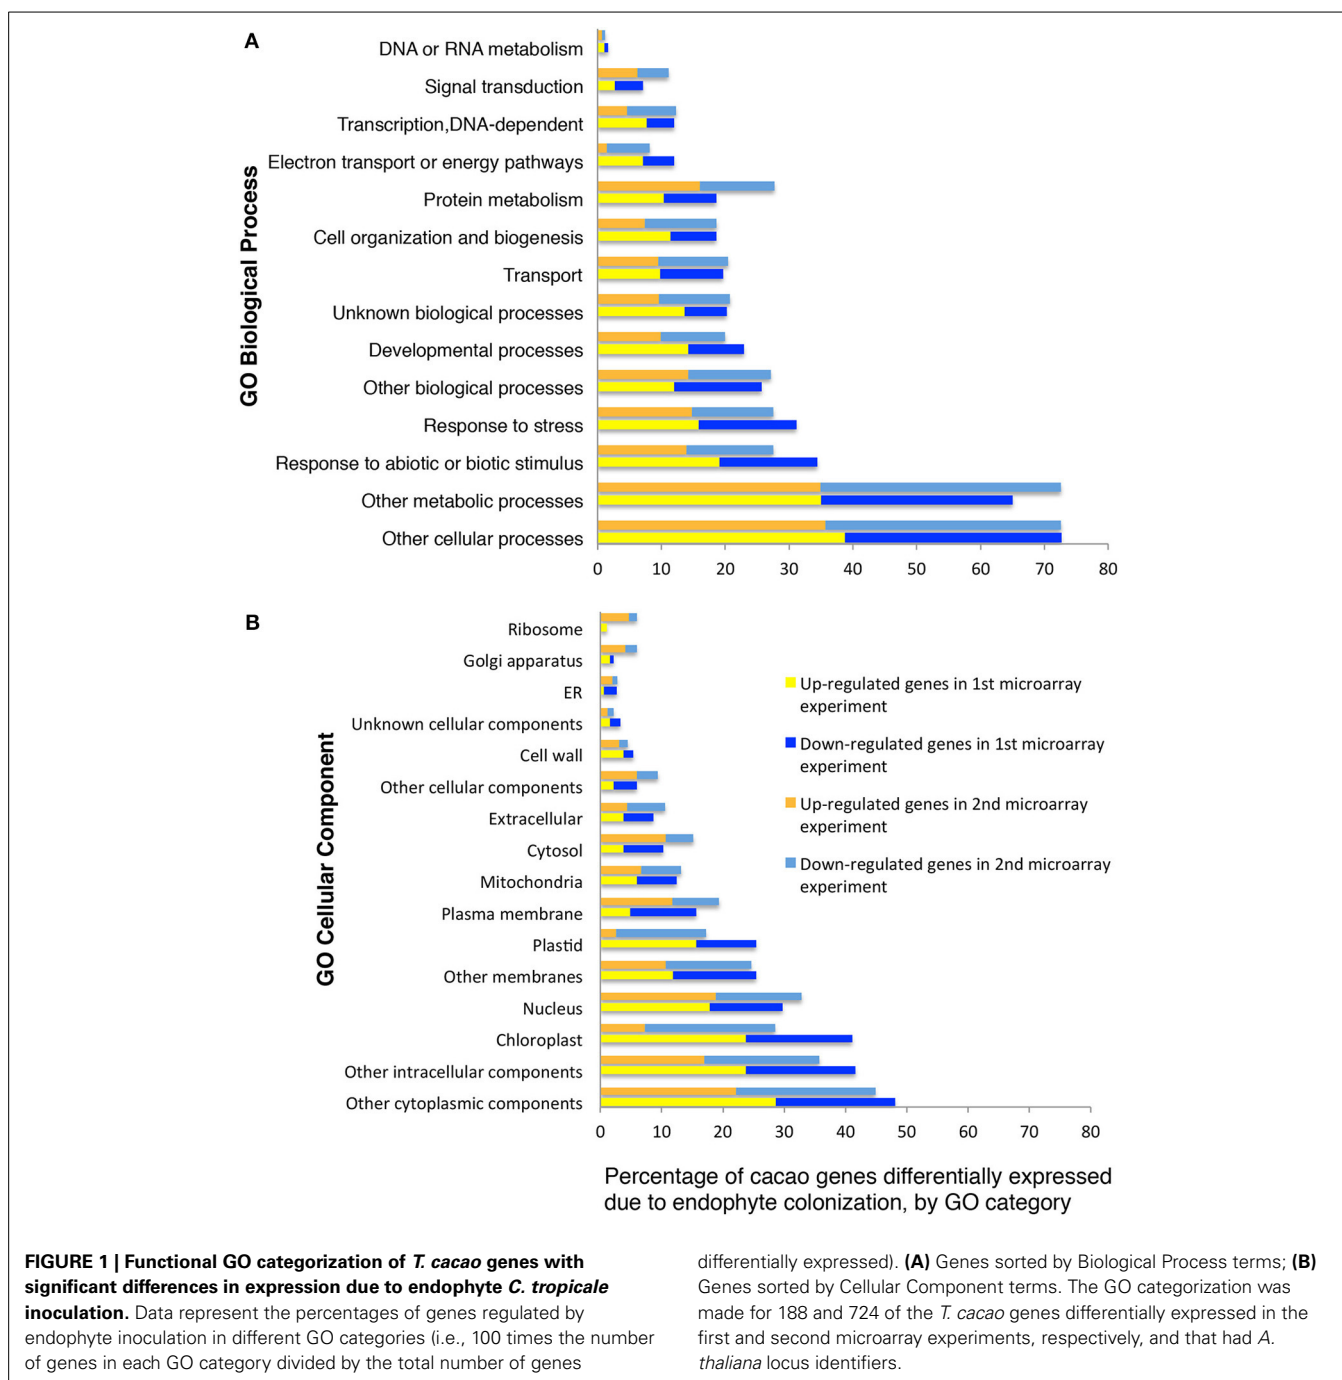 A
GO Biological Process
DNA or RNA metabolism
Signal transduction
Transcription,DNA-dependent
Electron transport or energy pathways
Protein metabolism
Cell organization and biogenesis
Transport
Unknown biological processes
Developmental processes
Other biological processes
Response to stress
Response to abiotic or biotic stimulus
Other metabolic processes
Other cellular processes
0 10 20 30 40 50 60 70 80
B
GO Cellular Component
Ribosome
Golgi apparatus
ER
Unknown cellular components
Cell wall
Other cellular components
Extracellular
Cytosol
Mitochondria
Plasma membrane
Plastid
Other membranes
Nucleus
Chloroplast
Other intracellular components
Other cytoplasmic components
0 10 20 30 40 50 60 70 80
Up-regulated genes in 1st microarray
experiment
Down-regulated genes in 1st microarray
experiment
Up-regulated genes in 2nd microarray
experiment
Down-regulated genes in 2nd microarray
experiment
Percentage of cacao genes differentially expressed
due to endophyte colonization, by GO category
FIGURE 1 | Functional GO categorization of T. cacao genes with
significant differences in expression due to endophyte C. tropicale
inoculation. Data represent the percentages of genes regulated by
endophyte inoculation in different GO categories (i.e., 100 times the number
of genes in each GO category divided by the total number of genes
differentially expressed). (A) Genes sorted by Biological Process terms; (B)
Genes sorted by Cellular Component terms. The GO categorization was
made for 188 and 724 of the T. cacao genes differentially expressed in the
first and second microarray experiments, respectively, and that had A.
thaliana locus identifiers.